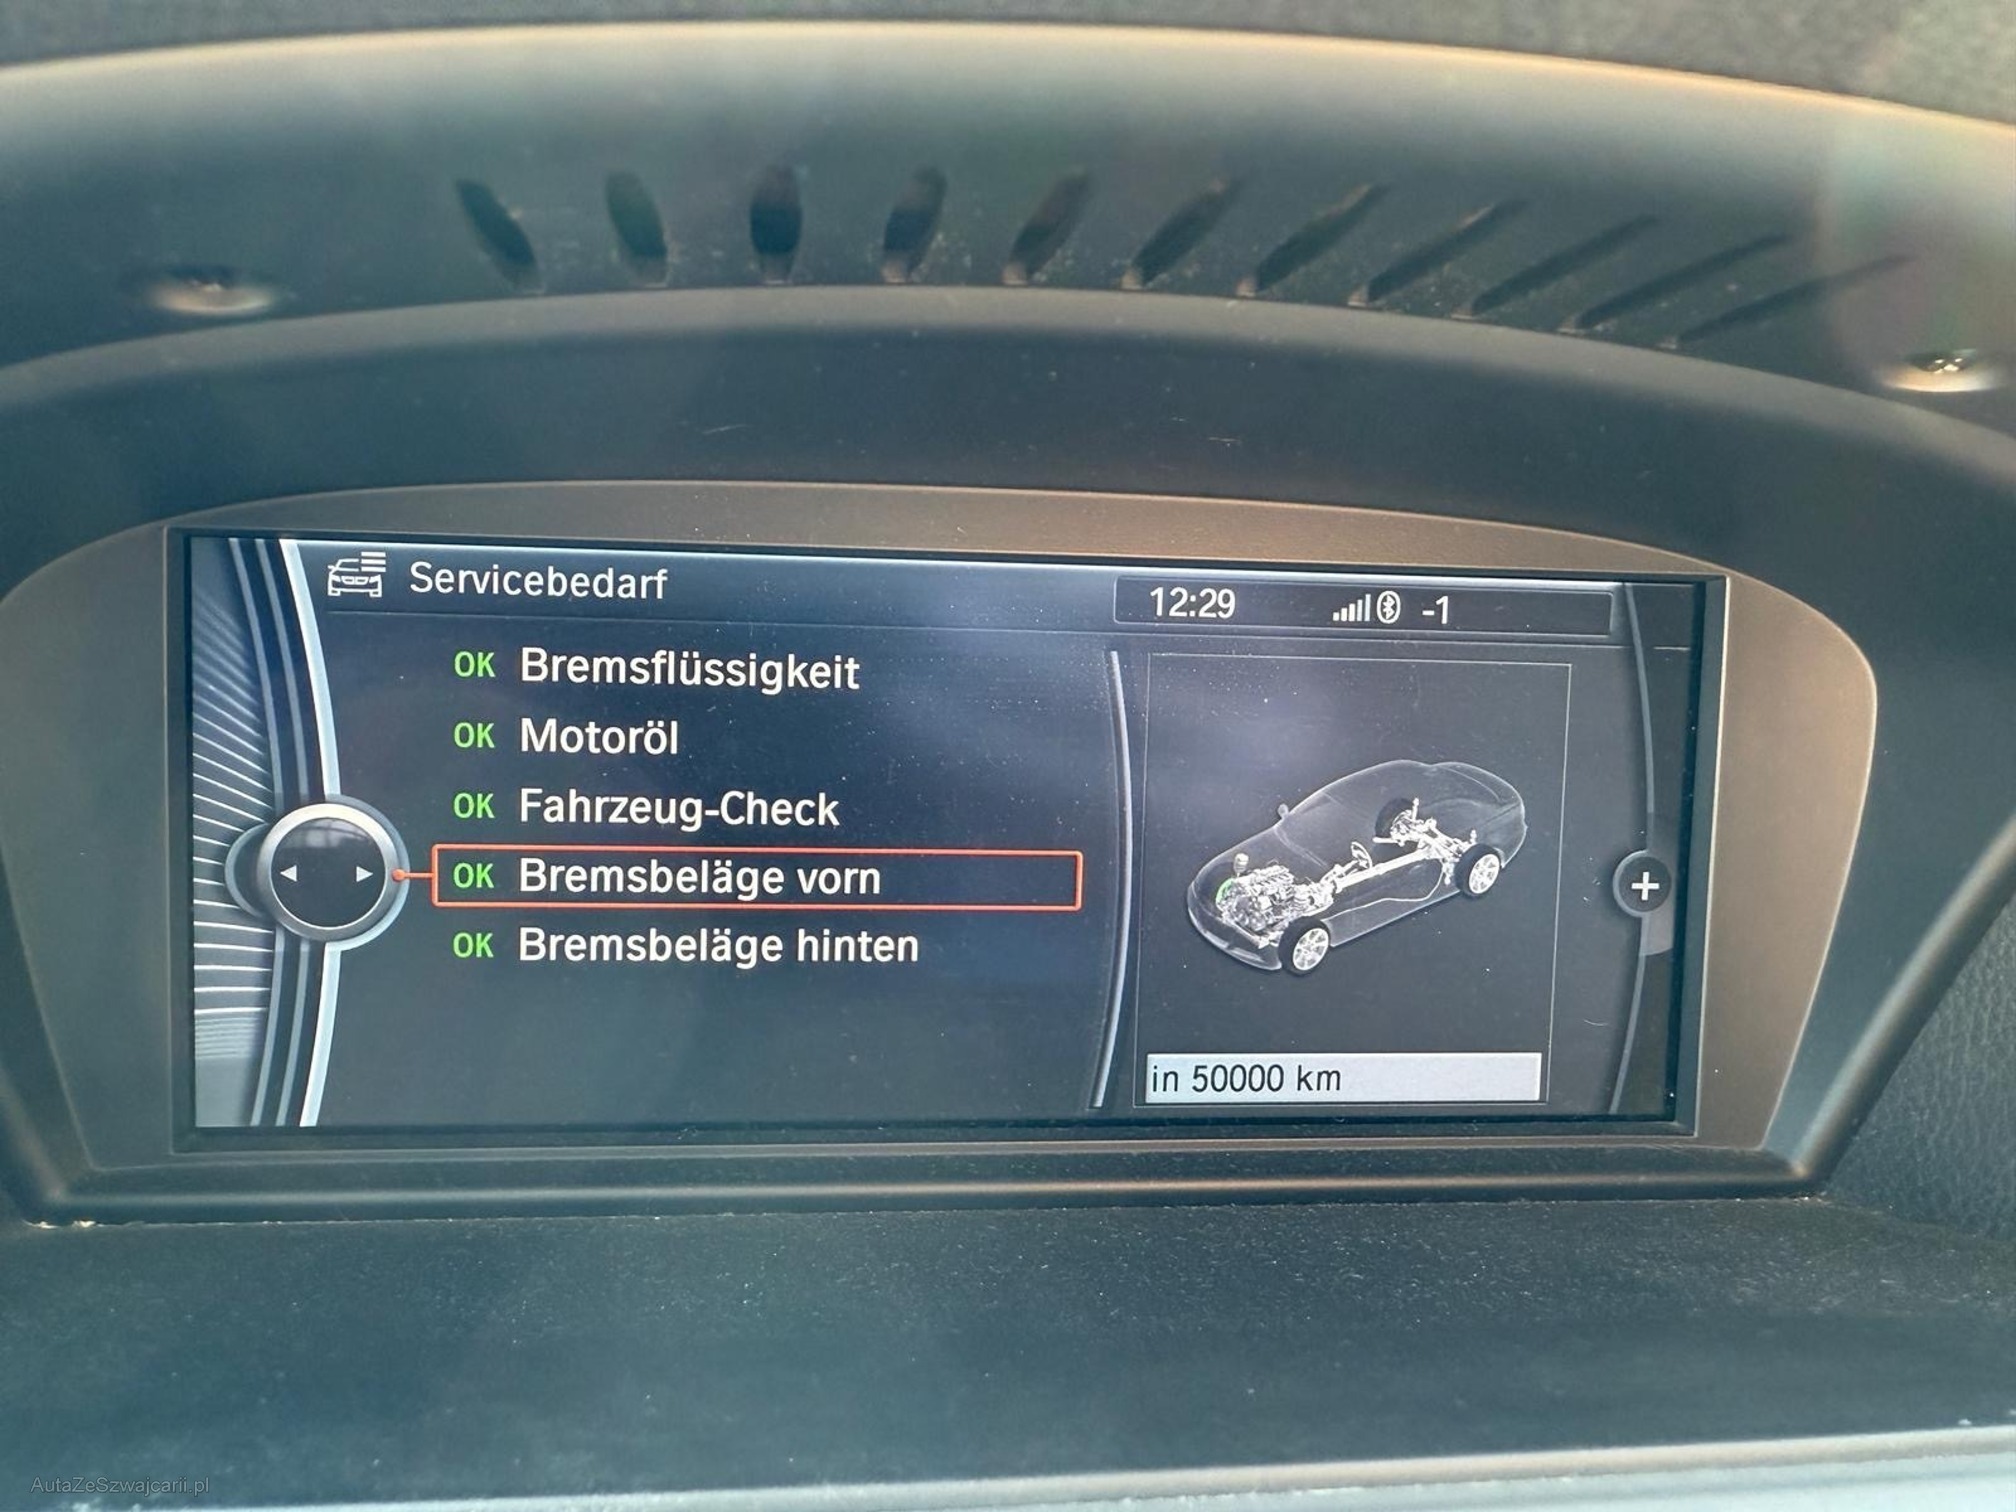 Servicebedarf
12:29 -1
OK Bremsflüssigkeit
OK Motoröl
OK Fahrzeug-Check
OK Bremsbeläge vorn
OK Bremsbeläge hinten
in 50000 km
AutaZeSzwajcarii.pl